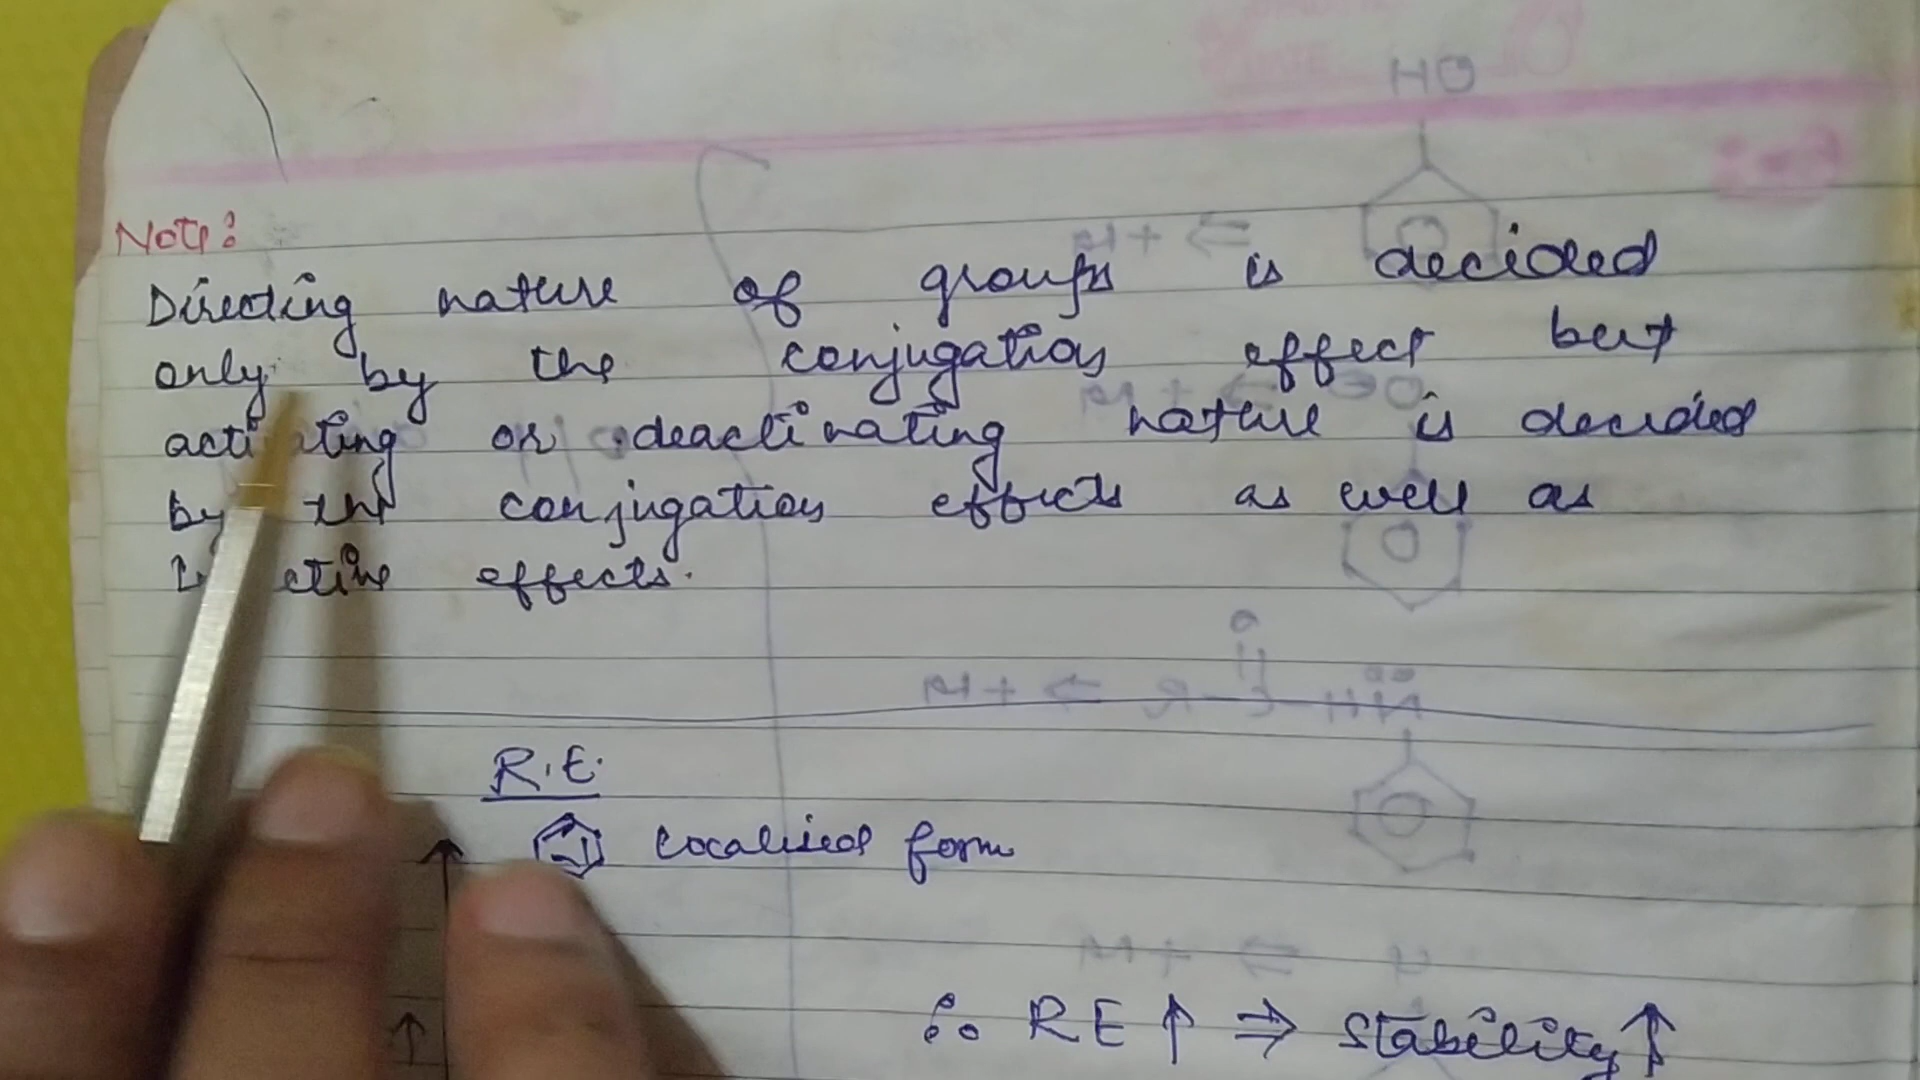 Note:
Directing nature of groups is decided
only by the conjugation effect but
activating or deactivating nature is decided
by the conjugation effects as well as
effects.
R.E.
Localised form
∴ RE ↑ ⇒ Stability ↑